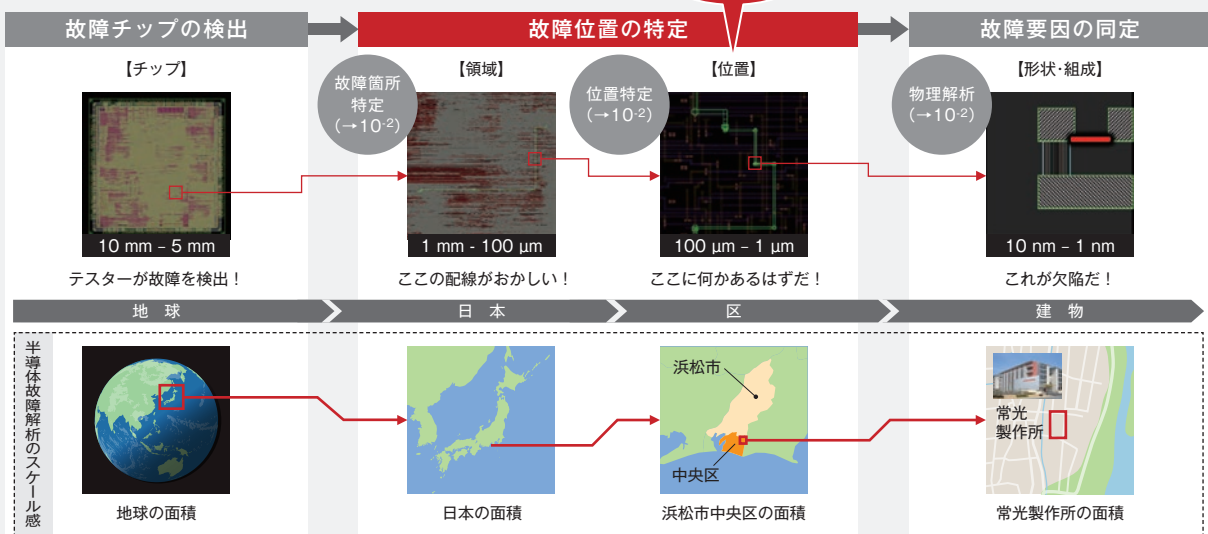 故障チップの検出
故障位置の特定
故障要因の同定
【チップ】
故障箇所
特定
(→10⁻²)
【領域】
位置特定
(→10⁻²)
【位置】
物理解析
(→10⁻²)
【形状・組成】
10 mm – 5 mm
1 mm - 100 µm
100 µm – 1 µm
10 nm – 1 nm
テスターが故障を検出！
ここの配線がおかしい！
ここに何かあるはずだ！
これが欠陥だ！
地 球
日 本
区
建 物
半導体故障解析のスケール感
浜松市
中央区
常光
製作所
地球の面積
日本の面積
浜松市中央区の面積
常光製作所の面積